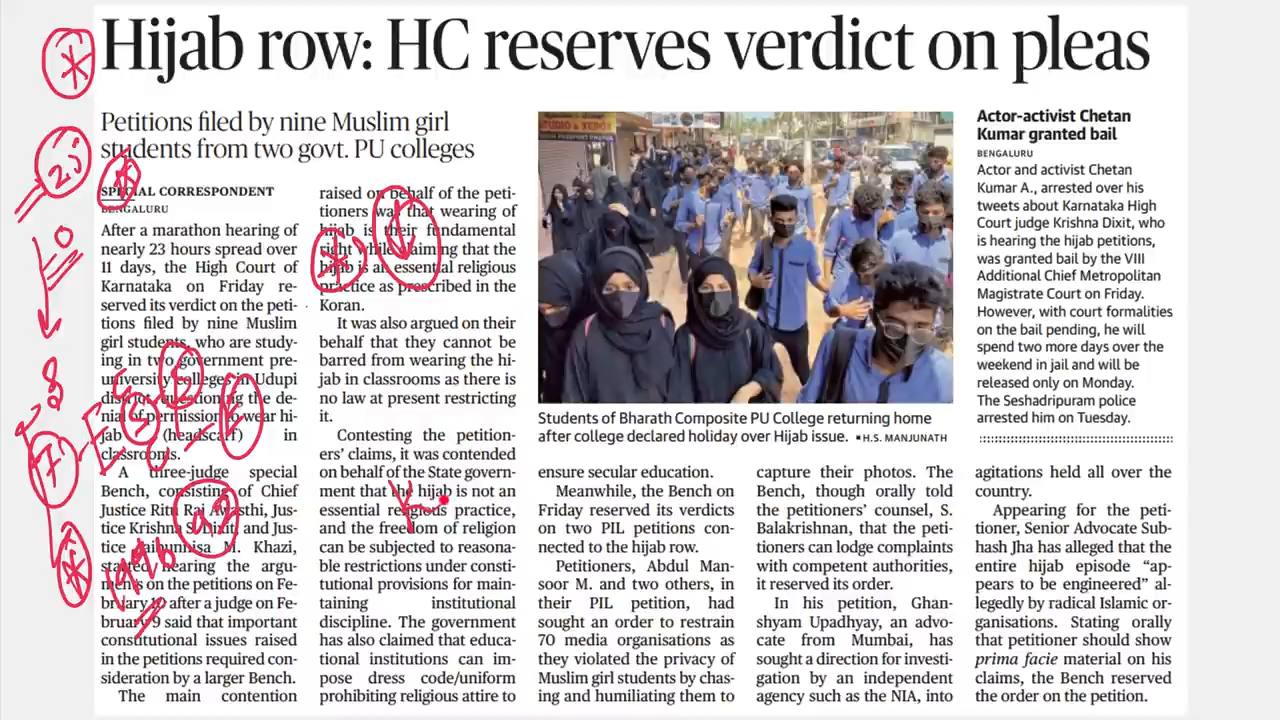 Hijab row: HC reserves verdict on pleas
Petitions filed by nine Muslim girl
students from two govt. PU colleges
SPECIAL CORRESPONDENT
BENGALURU
After a marathon hearing of
nearly 23 hours spread over
11 days, the High Court of
Karnataka on Friday re-
served its verdict on the peti-
tions filed by nine Muslim
girl students, who are study-
ing in two government pre-
university colleges in Udupi
district questioning the de-
nial of permission to wear hi-
jab (headscarf) in
classrooms.
A three-judge special
Bench, consisting of Chief
Justice Ritu Raj Awasthi, Jus-
tice Krishna S. Dixit, and Jus-
tice Jaibunnisa M. Khazi,
started hearing the argu-
ments on the petitions on Fe-
bruary 10 after a judge on Fe-
bruary 9 said that important
constitutional issues raised
in the petitions required con-
sideration by a larger Bench.
The main contention
raised on behalf of the peti-
tioners was that wearing of
hijab is their fundamental
right while claiming that the
hijab is an essential religious
practice as prescribed in the
Koran.
It was also argued on their
behalf that they cannot be
barred from wearing the hi-
jab in classrooms as there is
no law at present restricting
it.
Contesting the petition-
ers' claims, it was contended
on behalf of the State govern-
ment that the hijab is not an
essential religious practice,
and the freedom of religion
can be subjected to reasona-
ble restrictions under consti-
tutional provisions for main-
taining institutional
discipline. The government
has also claimed that educa-
tional institutions can im-
pose dress code/uniform
prohibiting religious attire to
STUDIO & XEROX
Students of Bharath Composite PU College returning home
after college declared holiday over Hijab issue. ▪H.S. MANJUNATH
ensure secular education.
Meanwhile, the Bench on
Friday reserved its verdicts
on two PIL petitions con-
nected to the hijab row.
Petitioners, Abdul Man-
soor M. and two others, in
their PIL petition, had
sought an order to restrain
70 media organisations as
they violated the privacy of
Muslim girl students by chas-
ing and humiliating them to
capture their photos. The
Bench, though orally told
the petitioners' counsel, S.
Balakrishnan, that the peti-
tioners can lodge complaints
with competent authorities,
it reserved its order.
In his petition, Ghan-
shyam Upadhyay, an advo-
cate from Mumbai, has
sought a direction for investi-
gation by an independent
agency such as the NIA, into
agitations held all over the
country.
Appearing for the peti-
tioner, Senior Advocate Sub-
hash Jha has alleged that the
entire hijab episode “ap-
pears to be engineered” al-
legedly by radical Islamic or-
ganisations. Stating orally
that petitioner should show
prima facie material on his
claims, the Bench reserved
the order on the petition.
Actor-activist Chetan
Kumar granted bail
BENGALURU
Actor and activist Chetan
Kumar A., arrested over his
tweets about Karnataka High
Court judge Krishna Dixit, who
is hearing the hijab petitions,
was granted bail by the VIII
Additional Chief Metropolitan
Magistrate Court on Friday.
However, with court formalities
on the bail pending, he will
spend two more days over the
weekend in jail and will be
released only on Monday.
The Seshadripuram police
arrested him on Tuesday.